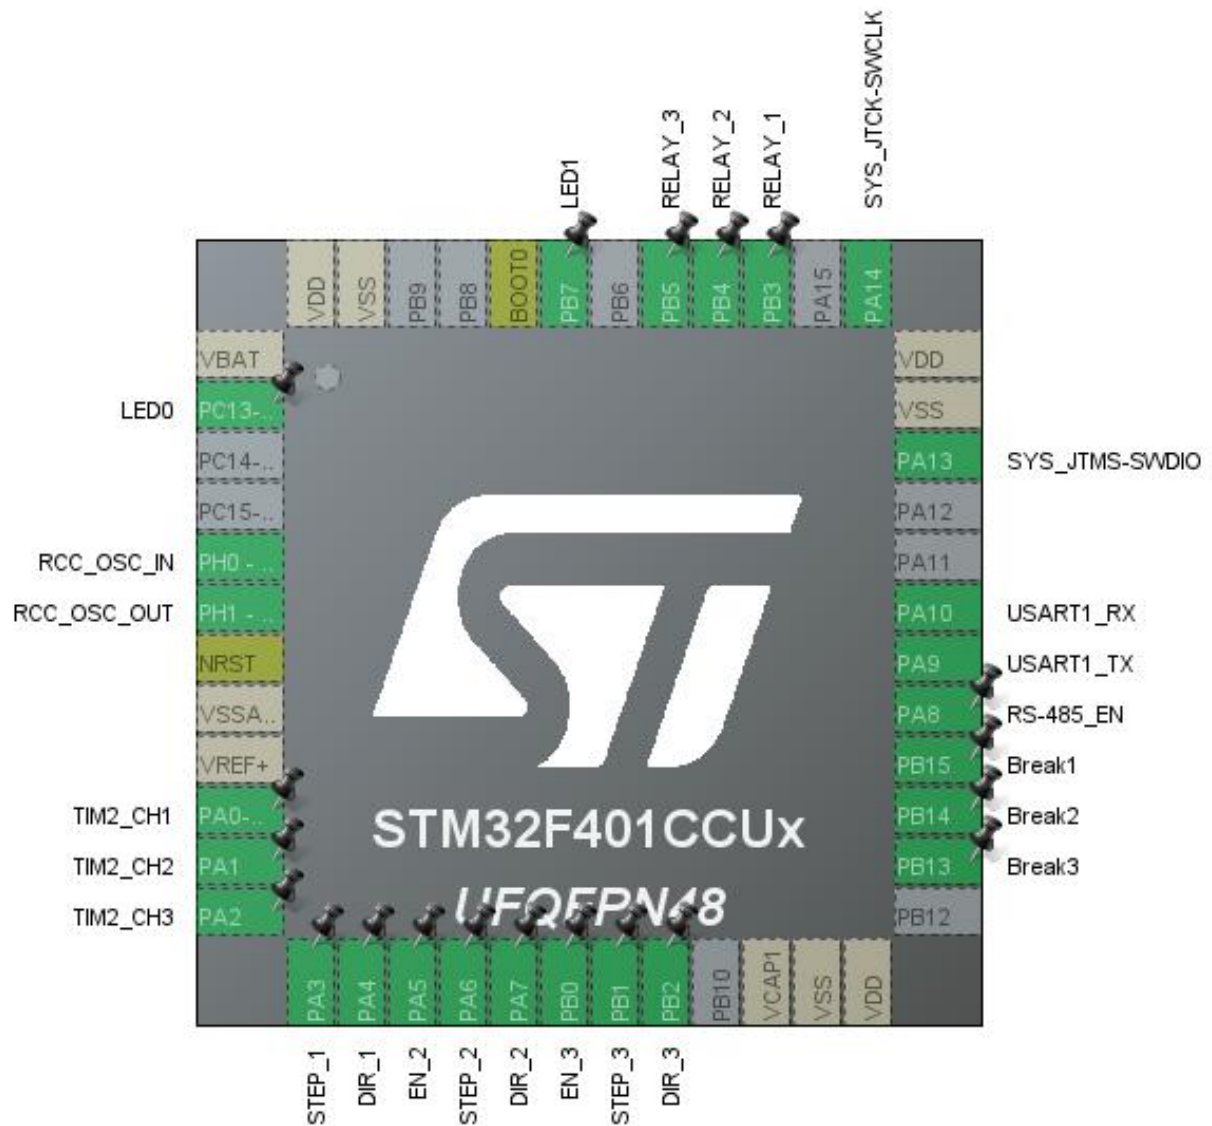 LED1
RELAY_3
RELAY_2
RELAY_1
SYS_JTCK-SWCLK
VDD
VSS
PB9
PB8
BOOT0
PB7
PB6
PB5
PB4
PB3
PA15
PA14
VBAT
LED0 PC13-..
PC14-..
PC15-..
RCC_OSC_IN PH0 - ..
RCC_OSC_OUT PH1 - ..
NRST
VSSA..
VREF+
TIM2_CH1 PA0-..
TIM2_CH2 PA1
TIM2_CH3 PA2
VDD
VSS
PA13 SYS_JTMS-SWDIO
PA12
PA11
PA10 USART1_RX
PA9 USART1_TX
PA8 RS-485_EN
PB15 Break1
PB14 Break2
PB13 Break3
PB12
ST
STM32F401CCUx
UFQFPN48
PA3
PA4
PA5
PA6
PA7
PB0
PB1
PB2
PB10
VCAP1
VSS
VDD
STEP_1
DIR_1
EN_2
STEP_2
DIR_2
EN_3
STEP_3
DIR_3